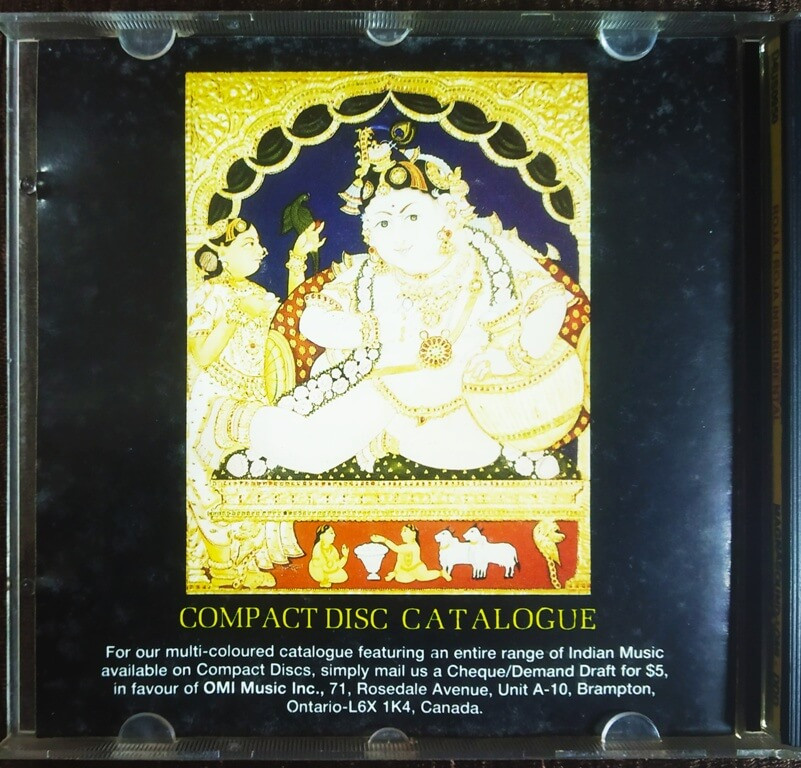 COMPACT DISC CATALOGUE
For our multi-coloured catalogue featuring an entire range of Indian Music
available on Compact Discs, simply mail us a Cheque/Demand Draft for $5,
in favour of OMI Music Inc., 71, Rosedale Avenue, Unit A-10, Brampton,
Ontario-L6X 1K4, Canada.